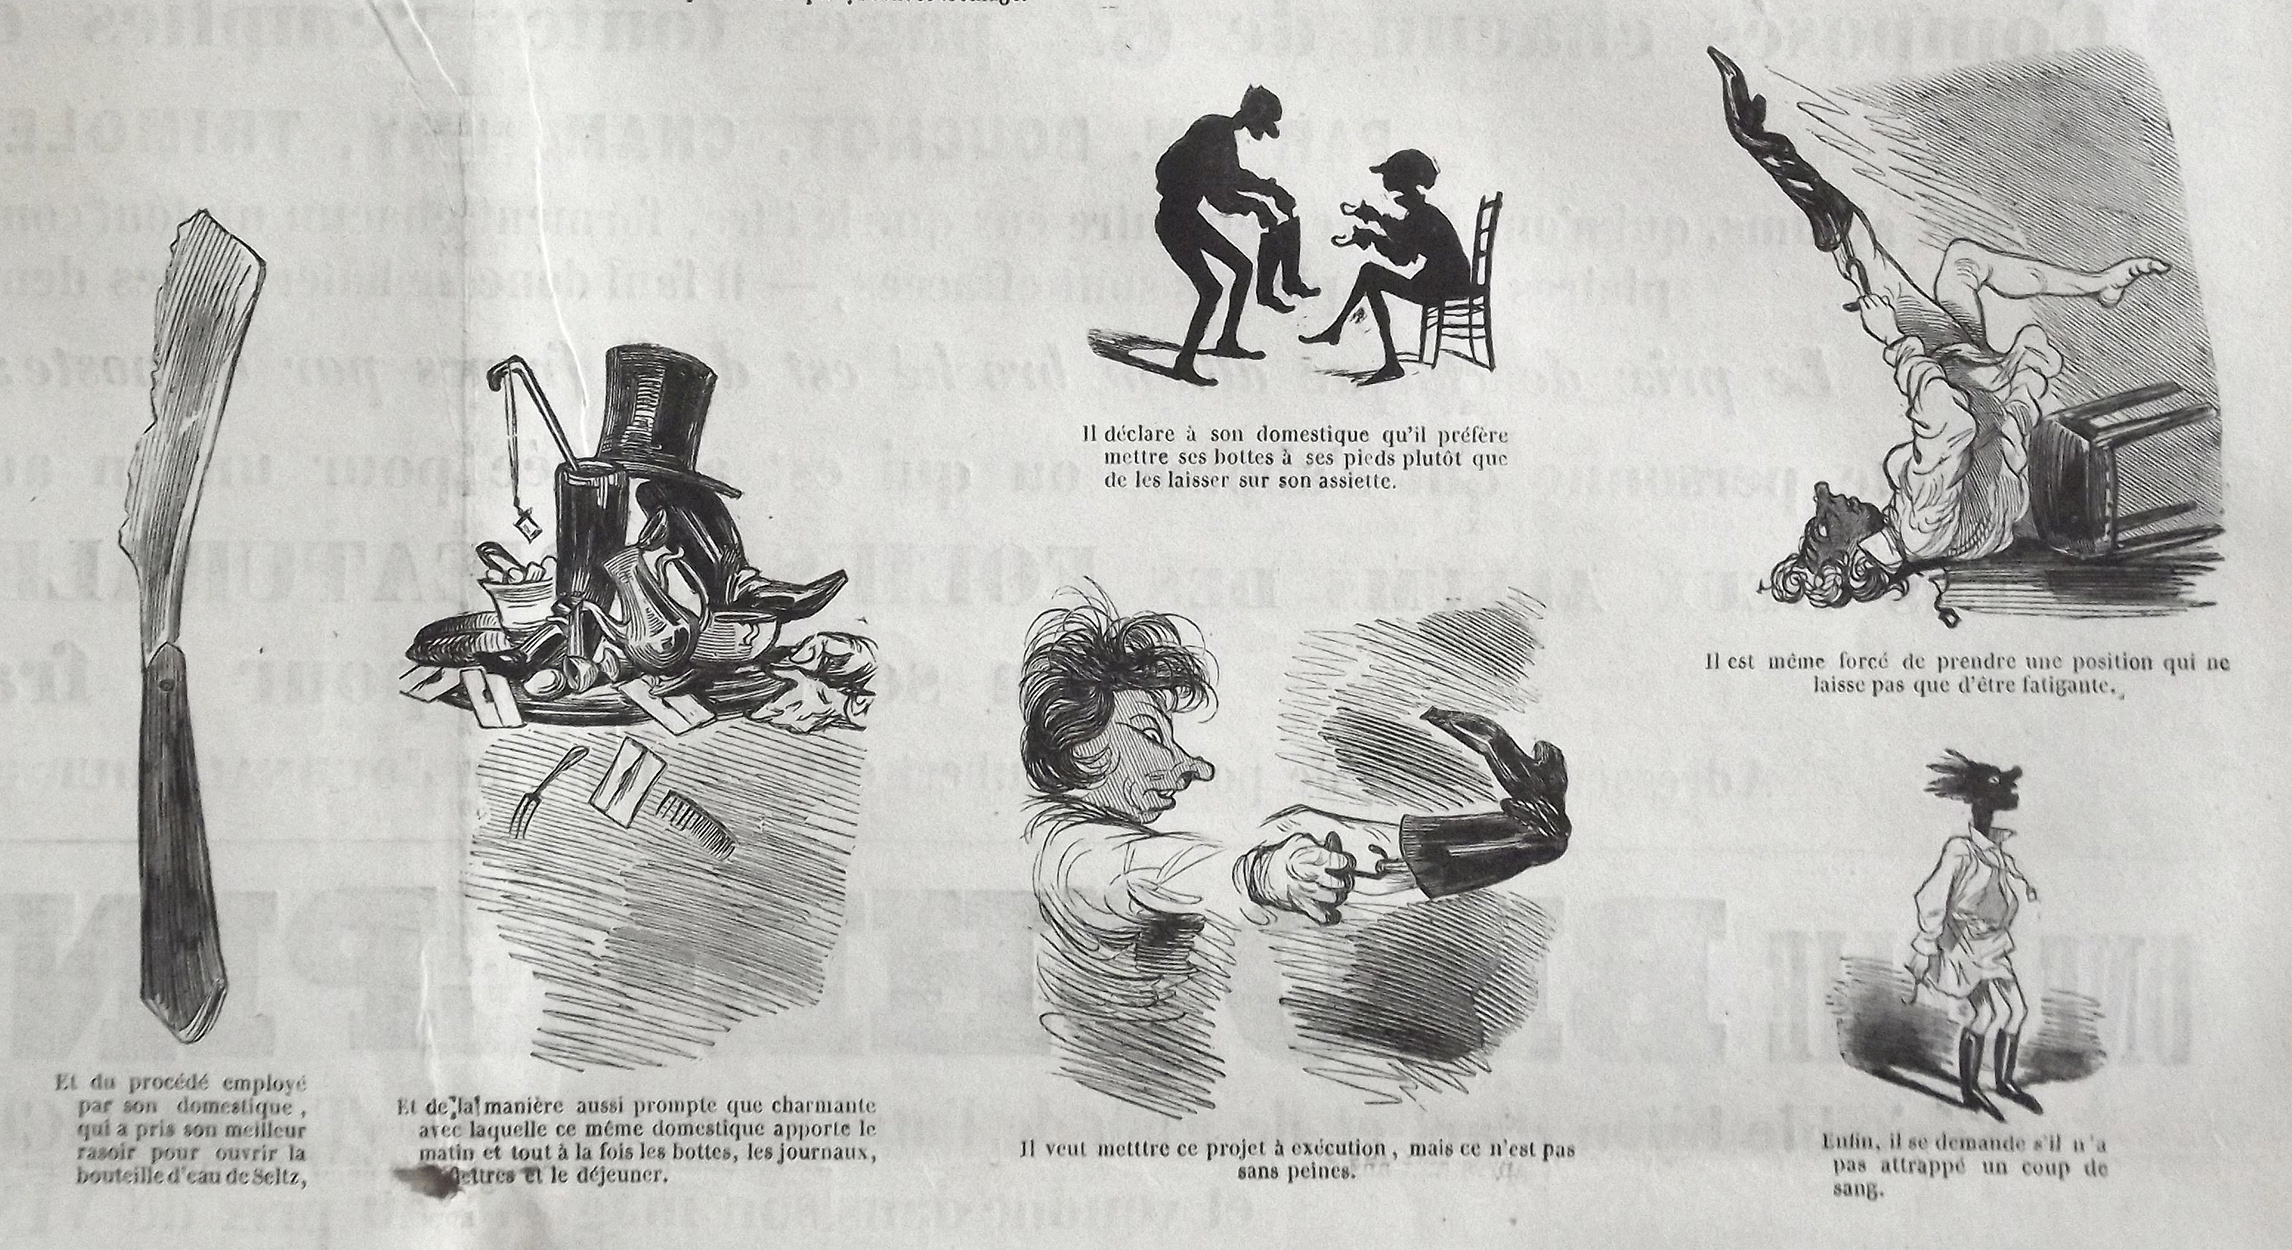 Et du procédé employé
par son domestique,
qui a pris son meilleur
rasoir pour ouvrir la
bouteille d'eau de Seltz,
Et de la manière aussi prompte que charmante
avec laquelle ce même domestique apporte le
matin et tout à la fois les bottes, les journaux,
lettres et le déjeuner.
Il déclare à son domestique qu'il préfère
mettre ses bottes à ses pieds plutôt que
de les laisser sur son assiette.
Il veut metttre ce projet à exécution, mais ce n'est pas
sans peines.
Il est même forcé de prendre une position qui ne
laisse pas que d'être fatigante.
Enfin, il se demande s'il n'a
pas attrappé un coup de
sang.